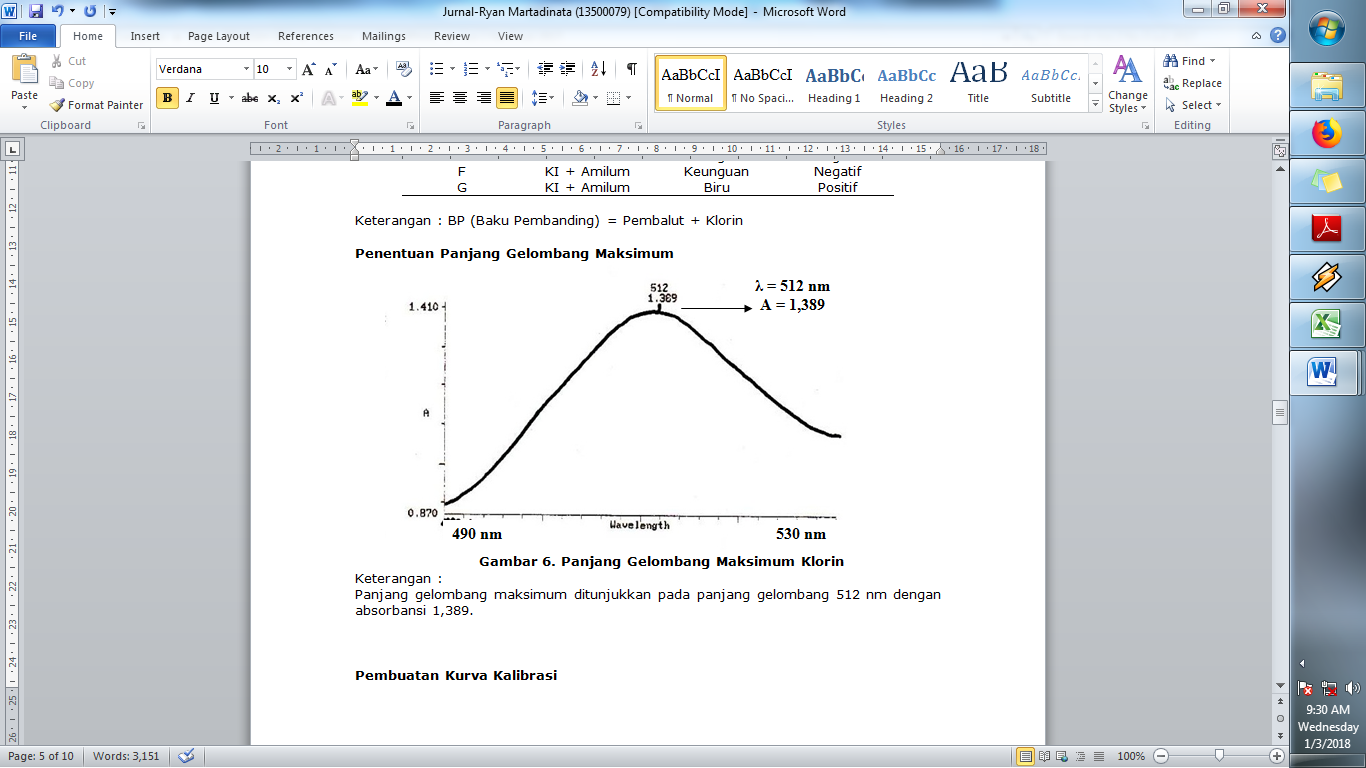 Jurnal-Ryan Martadinata (13500079) [Compatibility Mode] - Microsoft Word
File Home Insert Page Layout References Mailings Review View
Paste
Cut
Copy
Format Painter
Clipboard
Verdana 10
Font
Paragraph
AaBbCcI AaBbCcI AaBbCc AaBbCc AaB AaBbCcI
¶ Normal ¶ No Spaci... Heading 1 Heading 2 Title Subtitle
Change Styles
Styles
Find
Replace
Select
Editing
F KI + Amilum Keunguan Negatif
G KI + Amilum Biru Positif
Keterangan : BP (Baku Pembanding) = Pembalut + Klorin
Penentuan Panjang Gelombang Maksimum
512
1.389
λ = 512 nm
A = 1,389
1.410
A
0.870
Wavelength
490 nm 530 nm
Gambar 6. Panjang Gelombang Maksimum Klorin
Keterangan :
Panjang gelombang maksimum ditunjukkan pada panjang gelombang 512 nm dengan
absorbansi 1,389.
Pembuatan Kurva Kalibrasi
Page: 5 of 10 Words: 3,151 100%
9:30 AM
Wednesday
1/3/2018